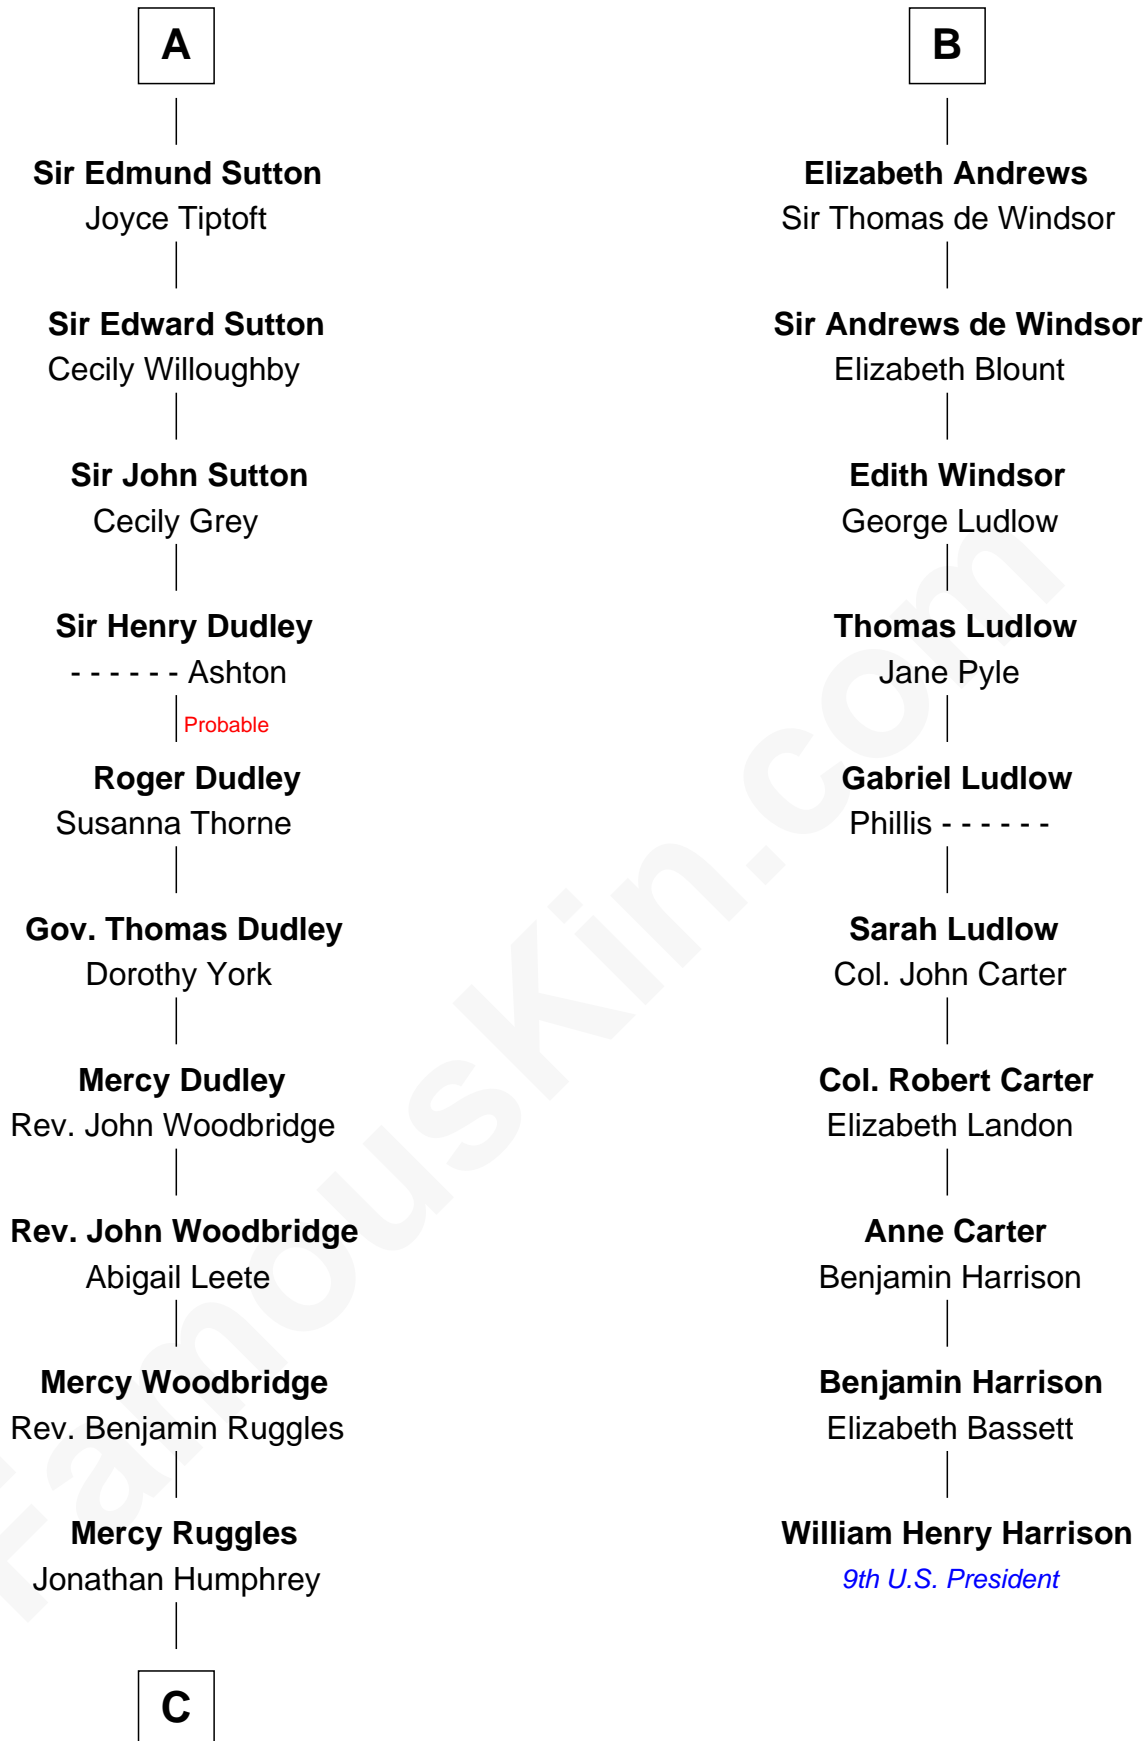 A
Sir Edmund Sutton
Joyce Tiptoft
Sir Edward Sutton
Cecily Willoughby
Sir John Sutton
Cecily Grey
Sir Henry Dudley
- - - - - - Ashton
Probable
Roger Dudley
Susanna Thorne
Gov. Thomas Dudley
Dorothy York
Mercy Dudley
Rev. John Woodbridge
Rev. John Woodbridge
Abigail Leete
Mercy Woodbridge
Rev. Benjamin Ruggles
Mercy Ruggles
Jonathan Humphrey
C
B
Elizabeth Andrews
Sir Thomas de Windsor
Sir Andrews de Windsor
Elizabeth Blount
Edith Windsor
George Ludlow
Thomas Ludlow
Jane Pyle
Gabriel Ludlow
Phillis - - - - - -
Sarah Ludlow
Col. John Carter
Col. Robert Carter
Elizabeth Landon
Anne Carter
Benjamin Harrison
Benjamin Harrison
Elizabeth Bassett
William Henry Harrison
9th U.S. President
FamousKin.com